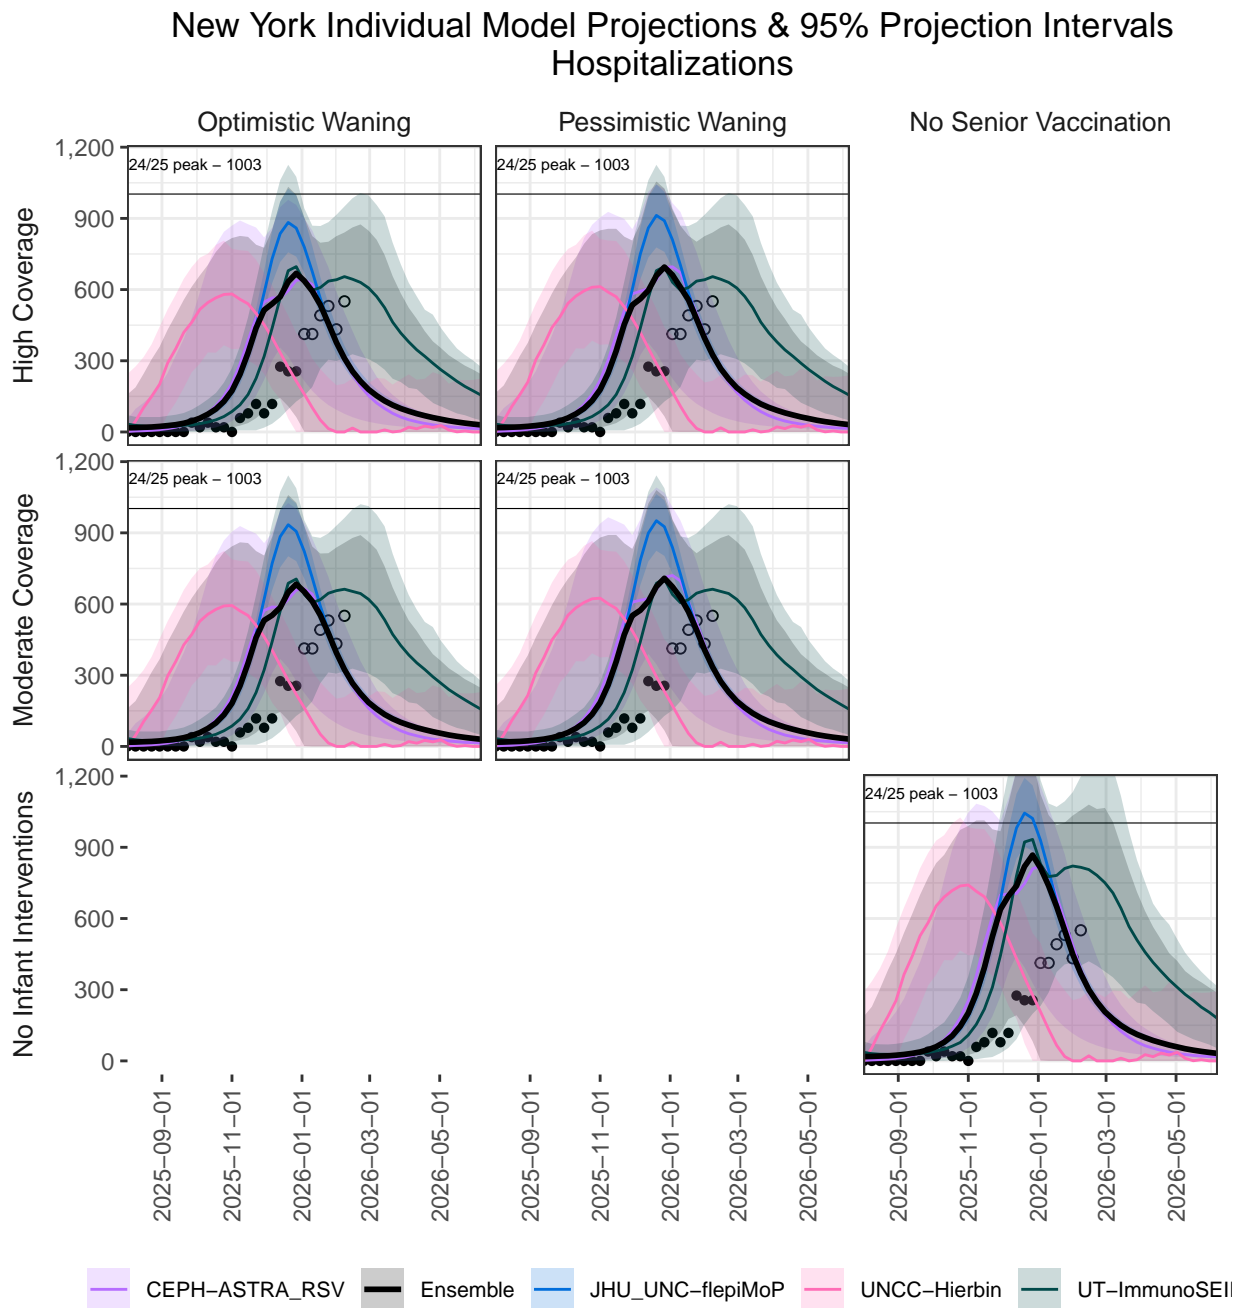 New York Individual Model Projections & 95% Projection Intervals
Hospitalizations
Optimistic Waning
Pessimistic Waning
No Senior Vaccination
High Coverage
1,200
900
600
300
0
24/25 peak − 1003
24/25 peak − 1003
Moderate Coverage
1,200
900
600
300
0
24/25 peak − 1003
24/25 peak − 1003
No Infant Interventions
1,200
900
600
300
0
24/25 peak − 1003
2025−09−01
2025−11−01
2026−01−01
2026−03−01
2026−05−01
2025−09−01
2025−11−01
2026−01−01
2026−03−01
2026−05−01
2025−09−01
2025−11−01
2026−01−01
2026−03−01
2026−05−01
CEPH−ASTRA_RSV
Ensemble
JHU_UNC−flepiMoP
UNCC−Hierbin